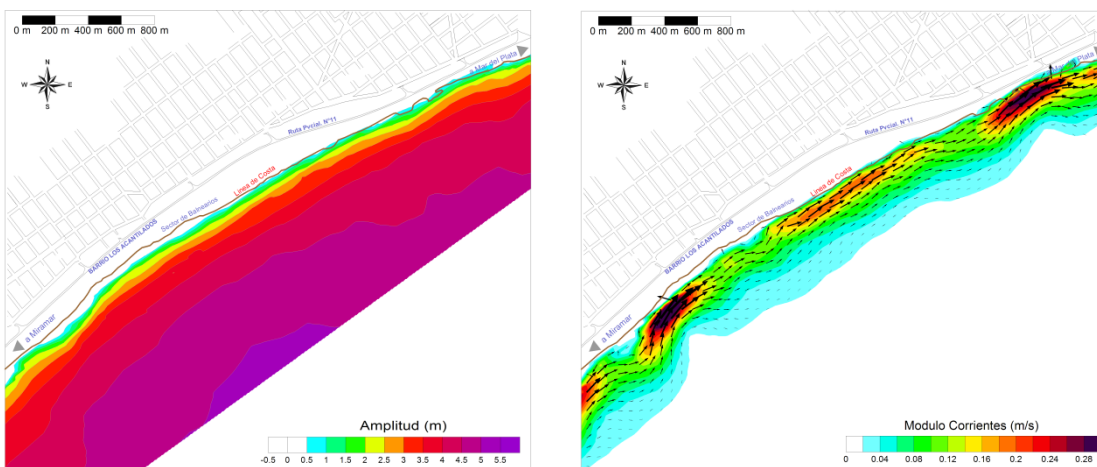 0 m 200 m 400 m 600 m 800 m
N
W E
S
a Mar del Plata
Ruta Pvcial. N°11
Linea de Costa
Sector de Balnearios
BARRIO LOS ACANTILADOS
a Miramar
Amplitud (m)
-0.5 0 0.5 1 1.5 2 2.5 3 3.5 4 4.5 5 5.5
0 m 200 m 400 m 600 m 800 m
N
W E
S
a Mar del Plata
Ruta Pvcial. N°11
Linea de Costa
Sector de Balnearios
BARRIO LOS ACANTILADOS
a Miramar
Modulo Corrientes (m/s)
0 0.04 0.08 0.12 0.16 0.2 0.24 0.28